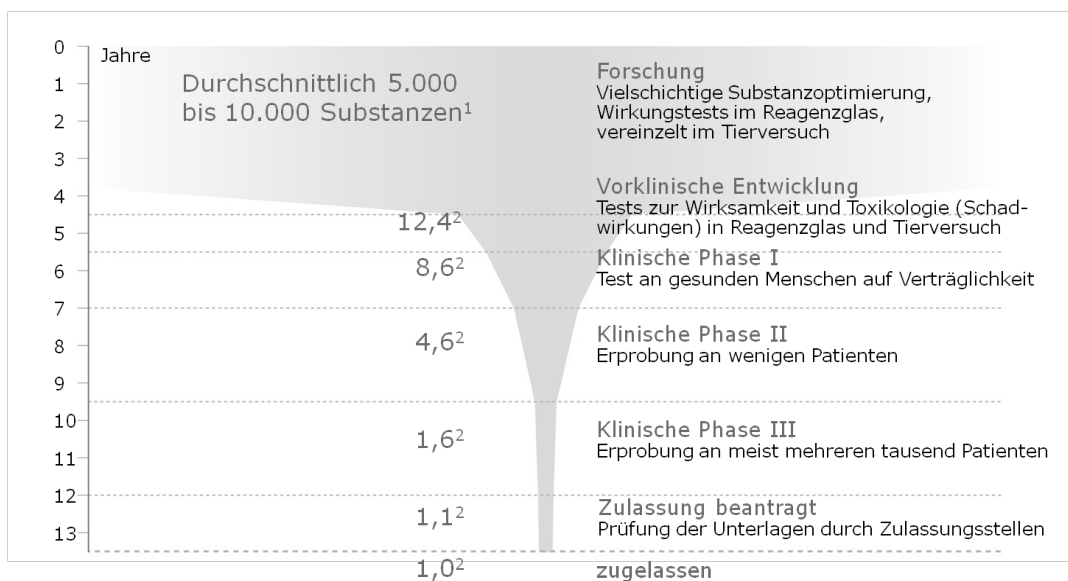 0
Jahre
1
2
3
4
5
6
7
8
9
10
11
12
13
Durchschnittlich 5.000
bis 10.000 Substanzen¹
Forschung
Vielschichtige Substanzoptimierung,
Wirkungstests im Reagenzglas,
vereinzelt im Tierversuch
Vorklinische Entwicklung
Tests zur Wirksamkeit und Toxikologie (Schad-
wirkungen) in Reagenzglas und Tierversuch
12,4²
Klinische Phase I
Test an gesunden Menschen auf Verträglichkeit
8,6²
Klinische Phase II
Erprobung an wenigen Patienten
4,6²
Klinische Phase III
Erprobung an meist mehreren tausend Patienten
1,6²
Zulassung beantragt
Prüfung der Unterlagen durch Zulassungsstellen
1,1²
1,0²
zugelassen